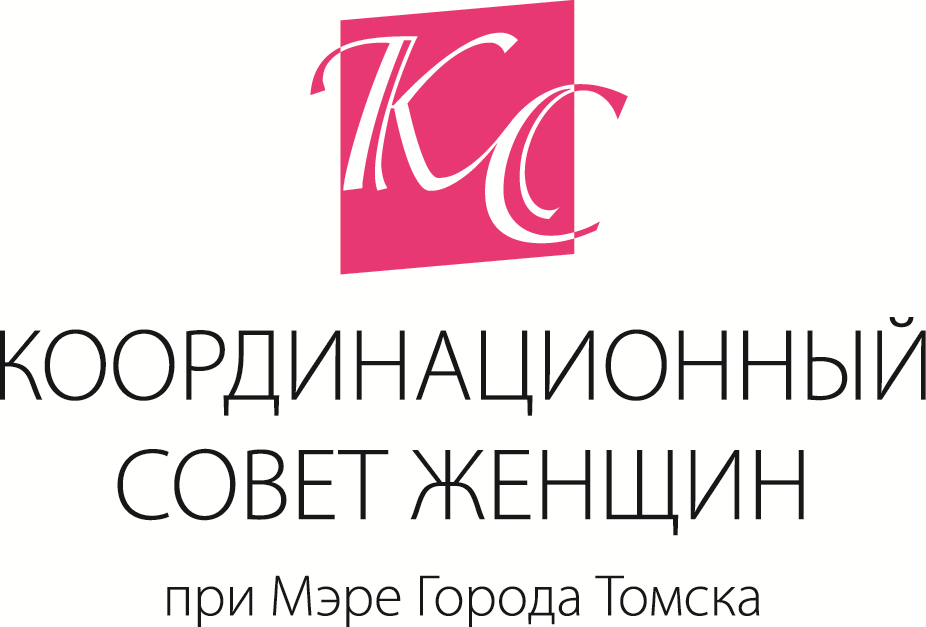 КС
КООРДИНАЦИОННЫЙ
СОВЕТ ЖЕНЩИН
при Мэре Города Томска